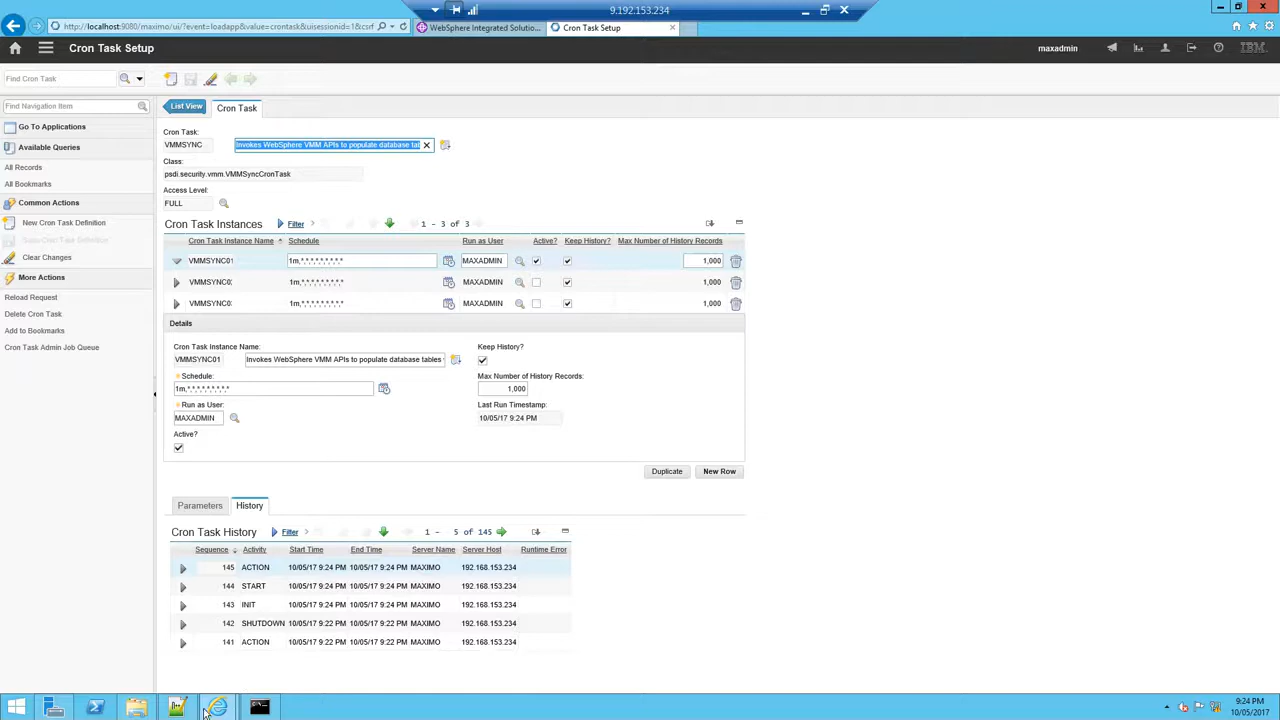 9.192.153.234
http://localhost:9080/maximo/ui/?event=loadapp&value=crontask&uisessionid=1&csrf
WebSphere Integrated Solutio...
Cron Task Setup
Cron Task Setup
maxadmin
IBM
Find Cron Task
Find Navigation Item
Go To Applications
Available Queries
All Records
All Bookmarks
Common Actions
New Cron Task Definition
Save Cron Task Definition
Clear Changes
More Actions
Reload Request
Delete Cron Task
Add to Bookmarks
Cron Task Admin Job Queue
List View
Cron Task
Cron Task:
VMMSYNC
Invokes WebSphere VMM APIs to populate database tal
Class:
psdi.security.vmm.VMMSyncCronTask
Access Level:
FULL
Cron Task Instances
Filter
1 - 3 of 3
Cron Task Instance Name Schedule Run as User Active? Keep History? Max Number of History Records
VMMSYNC01 1m,*,*,*,*,*,*,*,*,* MAXADMIN 1,000
VMMSYNC0 1m,*,*,*,*,*,*,*,*,* MAXADMIN 1,000
VMMSYNC0 1m,*,*,*,*,*,*,*,*,* MAXADMIN 1,000
Details
Cron Task Instance Name:
VMMSYNC01
Invokes WebSphere VMM APIs to populate database tables
Keep History?
Schedule:
1m,*,*,*,*,*,*,*,*,*
Max Number of History Records:
1,000
Run as User:
MAXADMIN
Last Run Timestamp:
10/05/17 9:24 PM
Active?
Duplicate
New Row
Parameters
History
Cron Task History
Filter
1 - 5 of 145
Sequence Activity Start Time End Time Server Name Server Host Runtime Error
145 ACTION 10/05/17 9:24 PM 10/05/17 9:24 PM MAXIMO 192.168.153.234
144 START 10/05/17 9:24 PM 10/05/17 9:24 PM MAXIMO 192.168.153.234
143 INIT 10/05/17 9:24 PM 10/05/17 9:24 PM MAXIMO 192.168.153.234
142 SHUTDOWN 10/05/17 9:22 PM 10/05/17 9:22 PM MAXIMO 192.168.153.234
141 ACTION 10/05/17 9:22 PM 10/05/17 9:22 PM MAXIMO 192.168.153.234
9:24 PM
10/05/2017